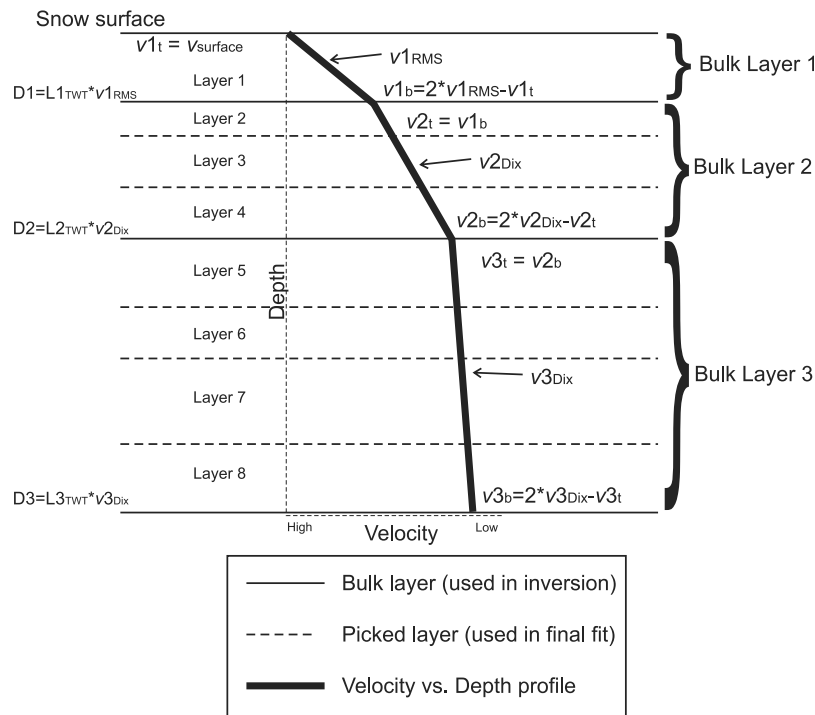 Snow surface
v1t = vsurface
v1RMS
Bulk Layer 1
Layer 1
D1=L1TWT*v1RMS
v1b=2*v1RMS-v1t
Layer 2
v2t = v1b
Layer 3
v2Dix
Bulk Layer 2
Layer 4
v2b=2*v2Dix-v2t
D2=L2TWT*v2Dix
Layer 5
v3t = v2b
Depth
Layer 6
v3Dix
Bulk Layer 3
Layer 7
Layer 8
v3b=2*v3Dix-v3t
D3=L3TWT*v3Dix
High
Velocity
Low
Bulk layer (used in inversion)
Picked layer (used in final fit)
Velocity vs. Depth profile